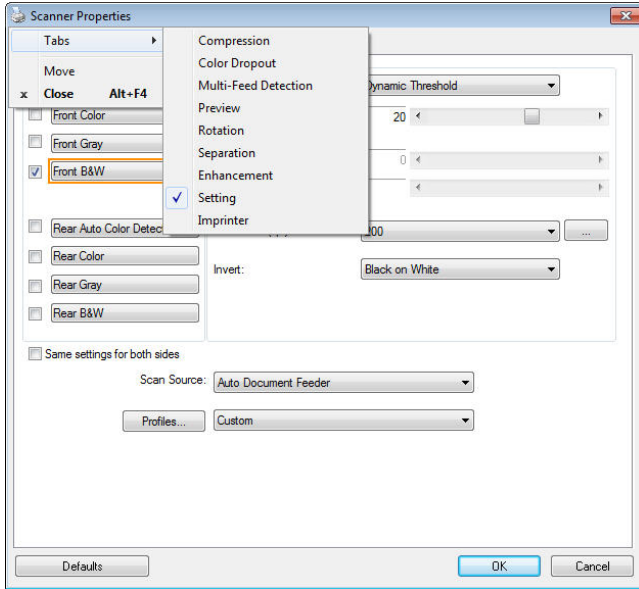 Scanner Properties
Tabs
Move
x Close Alt+F4
Compression
Color Dropout
Multi-Feed Detection
Preview
Rotation
Separation
Enhancement
Setting
Imprinter
Dynamic Threshold
Front Color
20
Front Gray
0
Front B&W
Rear Auto Color Detect
200
...
Rear Color
Invert:
Black on White
Rear Gray
Rear B&W
Same settings for both sides
Scan Source:
Auto Document Feeder
Profiles...
Custom
Defaults
OK
Cancel